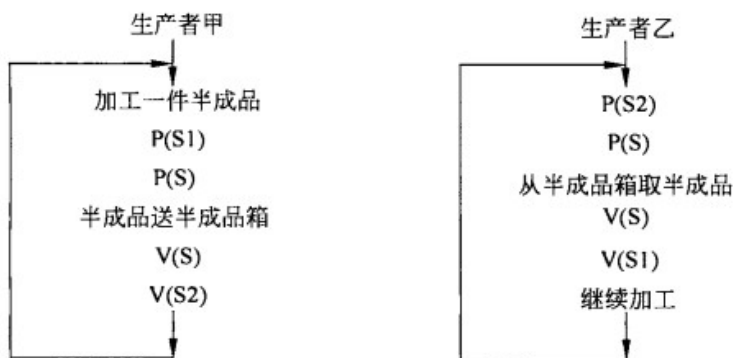 生产者甲
加工一件半成品
P(S1)
P(S)
半成品送半成品箱
V(S)
V(S2)
生产者乙
P(S2)
P(S)
从半成品箱取半成品
V(S)
V(S1)
继续加工